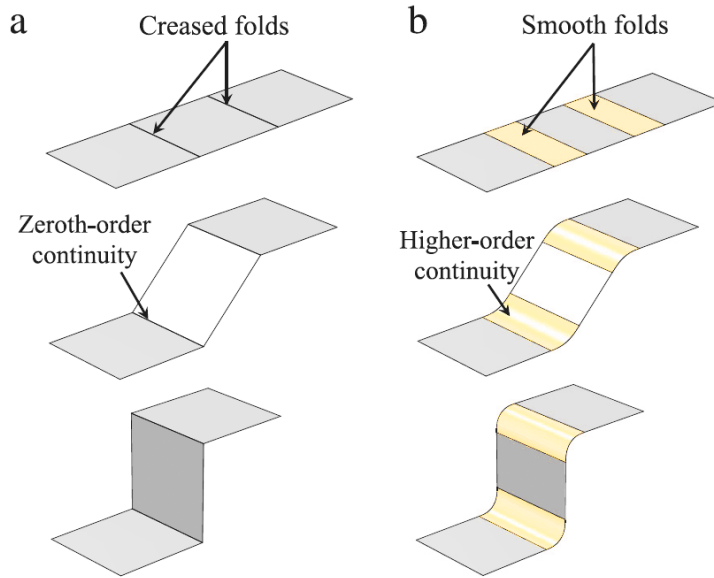 a
Creased folds
b
Smooth folds
Zeroth-order
continuity
Higher-order
continuity